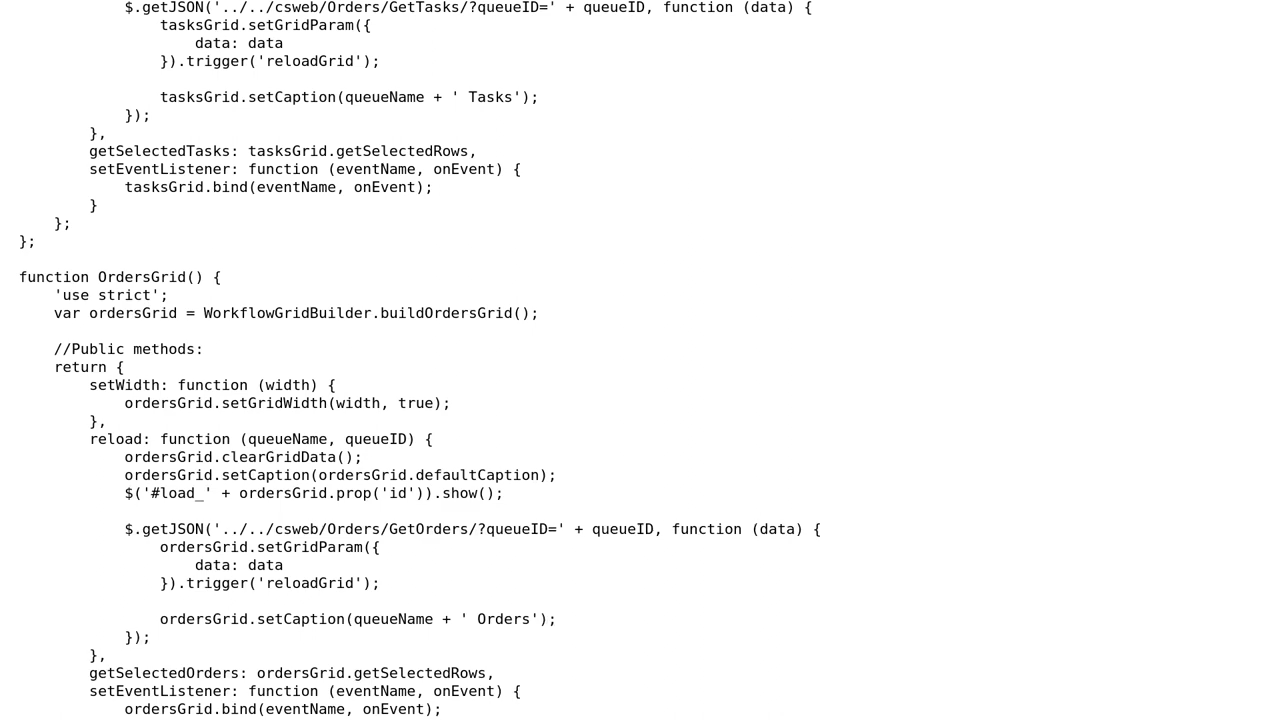 $.getJSON('../../csweb/Orders/GetTasks/?queueID=' + queueID, function (data) {
                tasksGrid.setGridParam({
                    data: data
                }).trigger('reloadGrid');

                tasksGrid.setCaption(queueName + ' Tasks');
            });
        },
        getSelectedTasks: tasksGrid.getSelectedRows,
        setEventListener: function (eventName, onEvent) {
            tasksGrid.bind(eventName, onEvent);
        }
    };
};

function OrdersGrid() {
    'use strict';
    var ordersGrid = WorkflowGridBuilder.buildOrdersGrid();

    //Public methods:
    return {
        setWidth: function (width) {
            ordersGrid.setGridWidth(width, true);
        },
        reload: function (queueName, queueID) {
            ordersGrid.clearGridData();
            ordersGrid.setCaption(ordersGrid.defaultCaption);
            $('#load_' + ordersGrid.prop('id')).show();

            $.getJSON('../../csweb/Orders/GetOrders/?queueID=' + queueID, function (data) {
                ordersGrid.setGridParam({
                    data: data
                }).trigger('reloadGrid');

                ordersGrid.setCaption(queueName + ' Orders');
            });
        },
        getSelectedOrders: ordersGrid.getSelectedRows,
        setEventListener: function (eventName, onEvent) {
            ordersGrid.bind(eventName, onEvent);